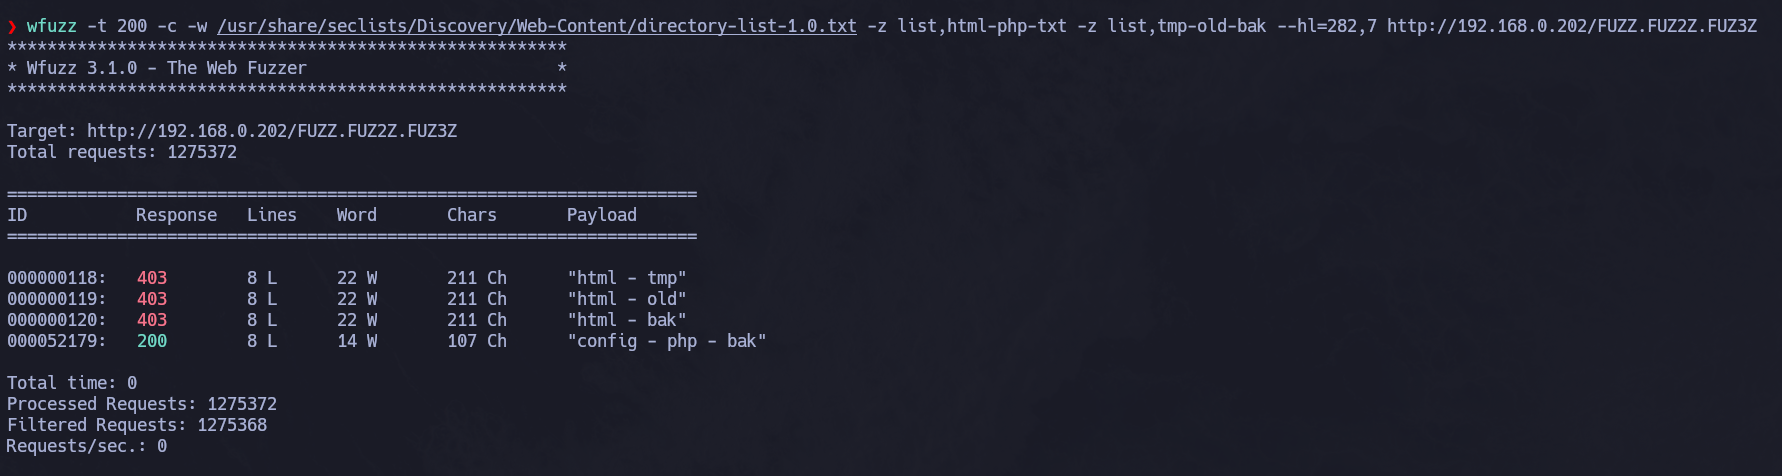 ❯ wfuzz -t 200 -c -w /usr/share/seclists/Discovery/Web-Content/directory-list-1.0.txt -z list,html-php-txt -z list,tmp-old-bak --hl=282,7 http://192.168.0.202/FUZZ.FUZ2Z.FUZ3Z
********************************************************
* Wfuzz 3.1.0 - The Web Fuzzer                         *
********************************************************
Target: http://192.168.0.202/FUZZ.FUZ2Z.FUZ3Z
Total requests: 1275372
=====================================================================
ID           Response   Lines    Word       Chars       Payload
=====================================================================
000000118:   403        8 L      22 W       211 Ch      "html - tmp"
000000119:   403        8 L      22 W       211 Ch      "html - old"
000000120:   403        8 L      22 W       211 Ch      "html - bak"
000052179:   200        8 L      14 W       107 Ch      "config - php - bak"
Total time: 0
Processed Requests: 1275372
Filtered Requests: 1275368
Requests/sec.: 0